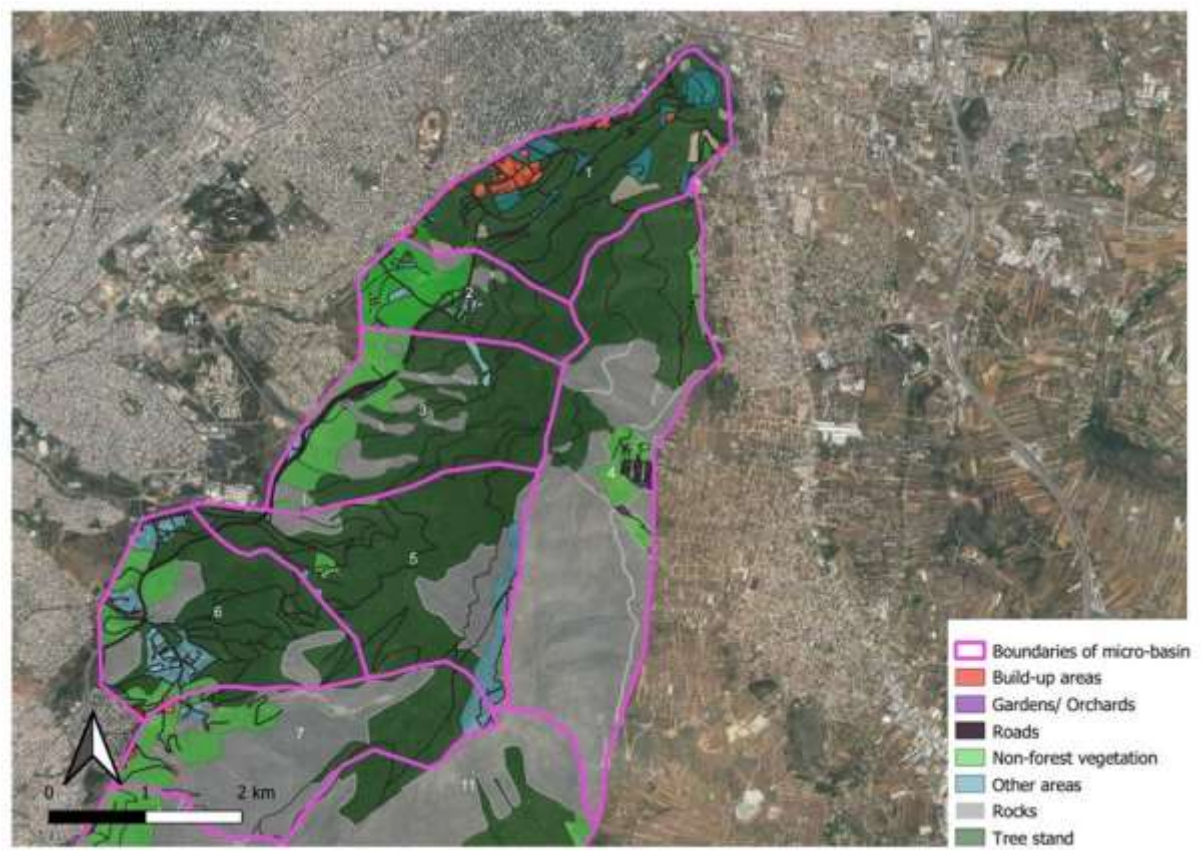 1
2
3
4
5
6
7
11
0 1 2 km
Boundaries of micro-basin
Build-up areas
Gardens/ Orchards
Roads
Non-forest vegetation
Other areas
Rocks
Tree stand